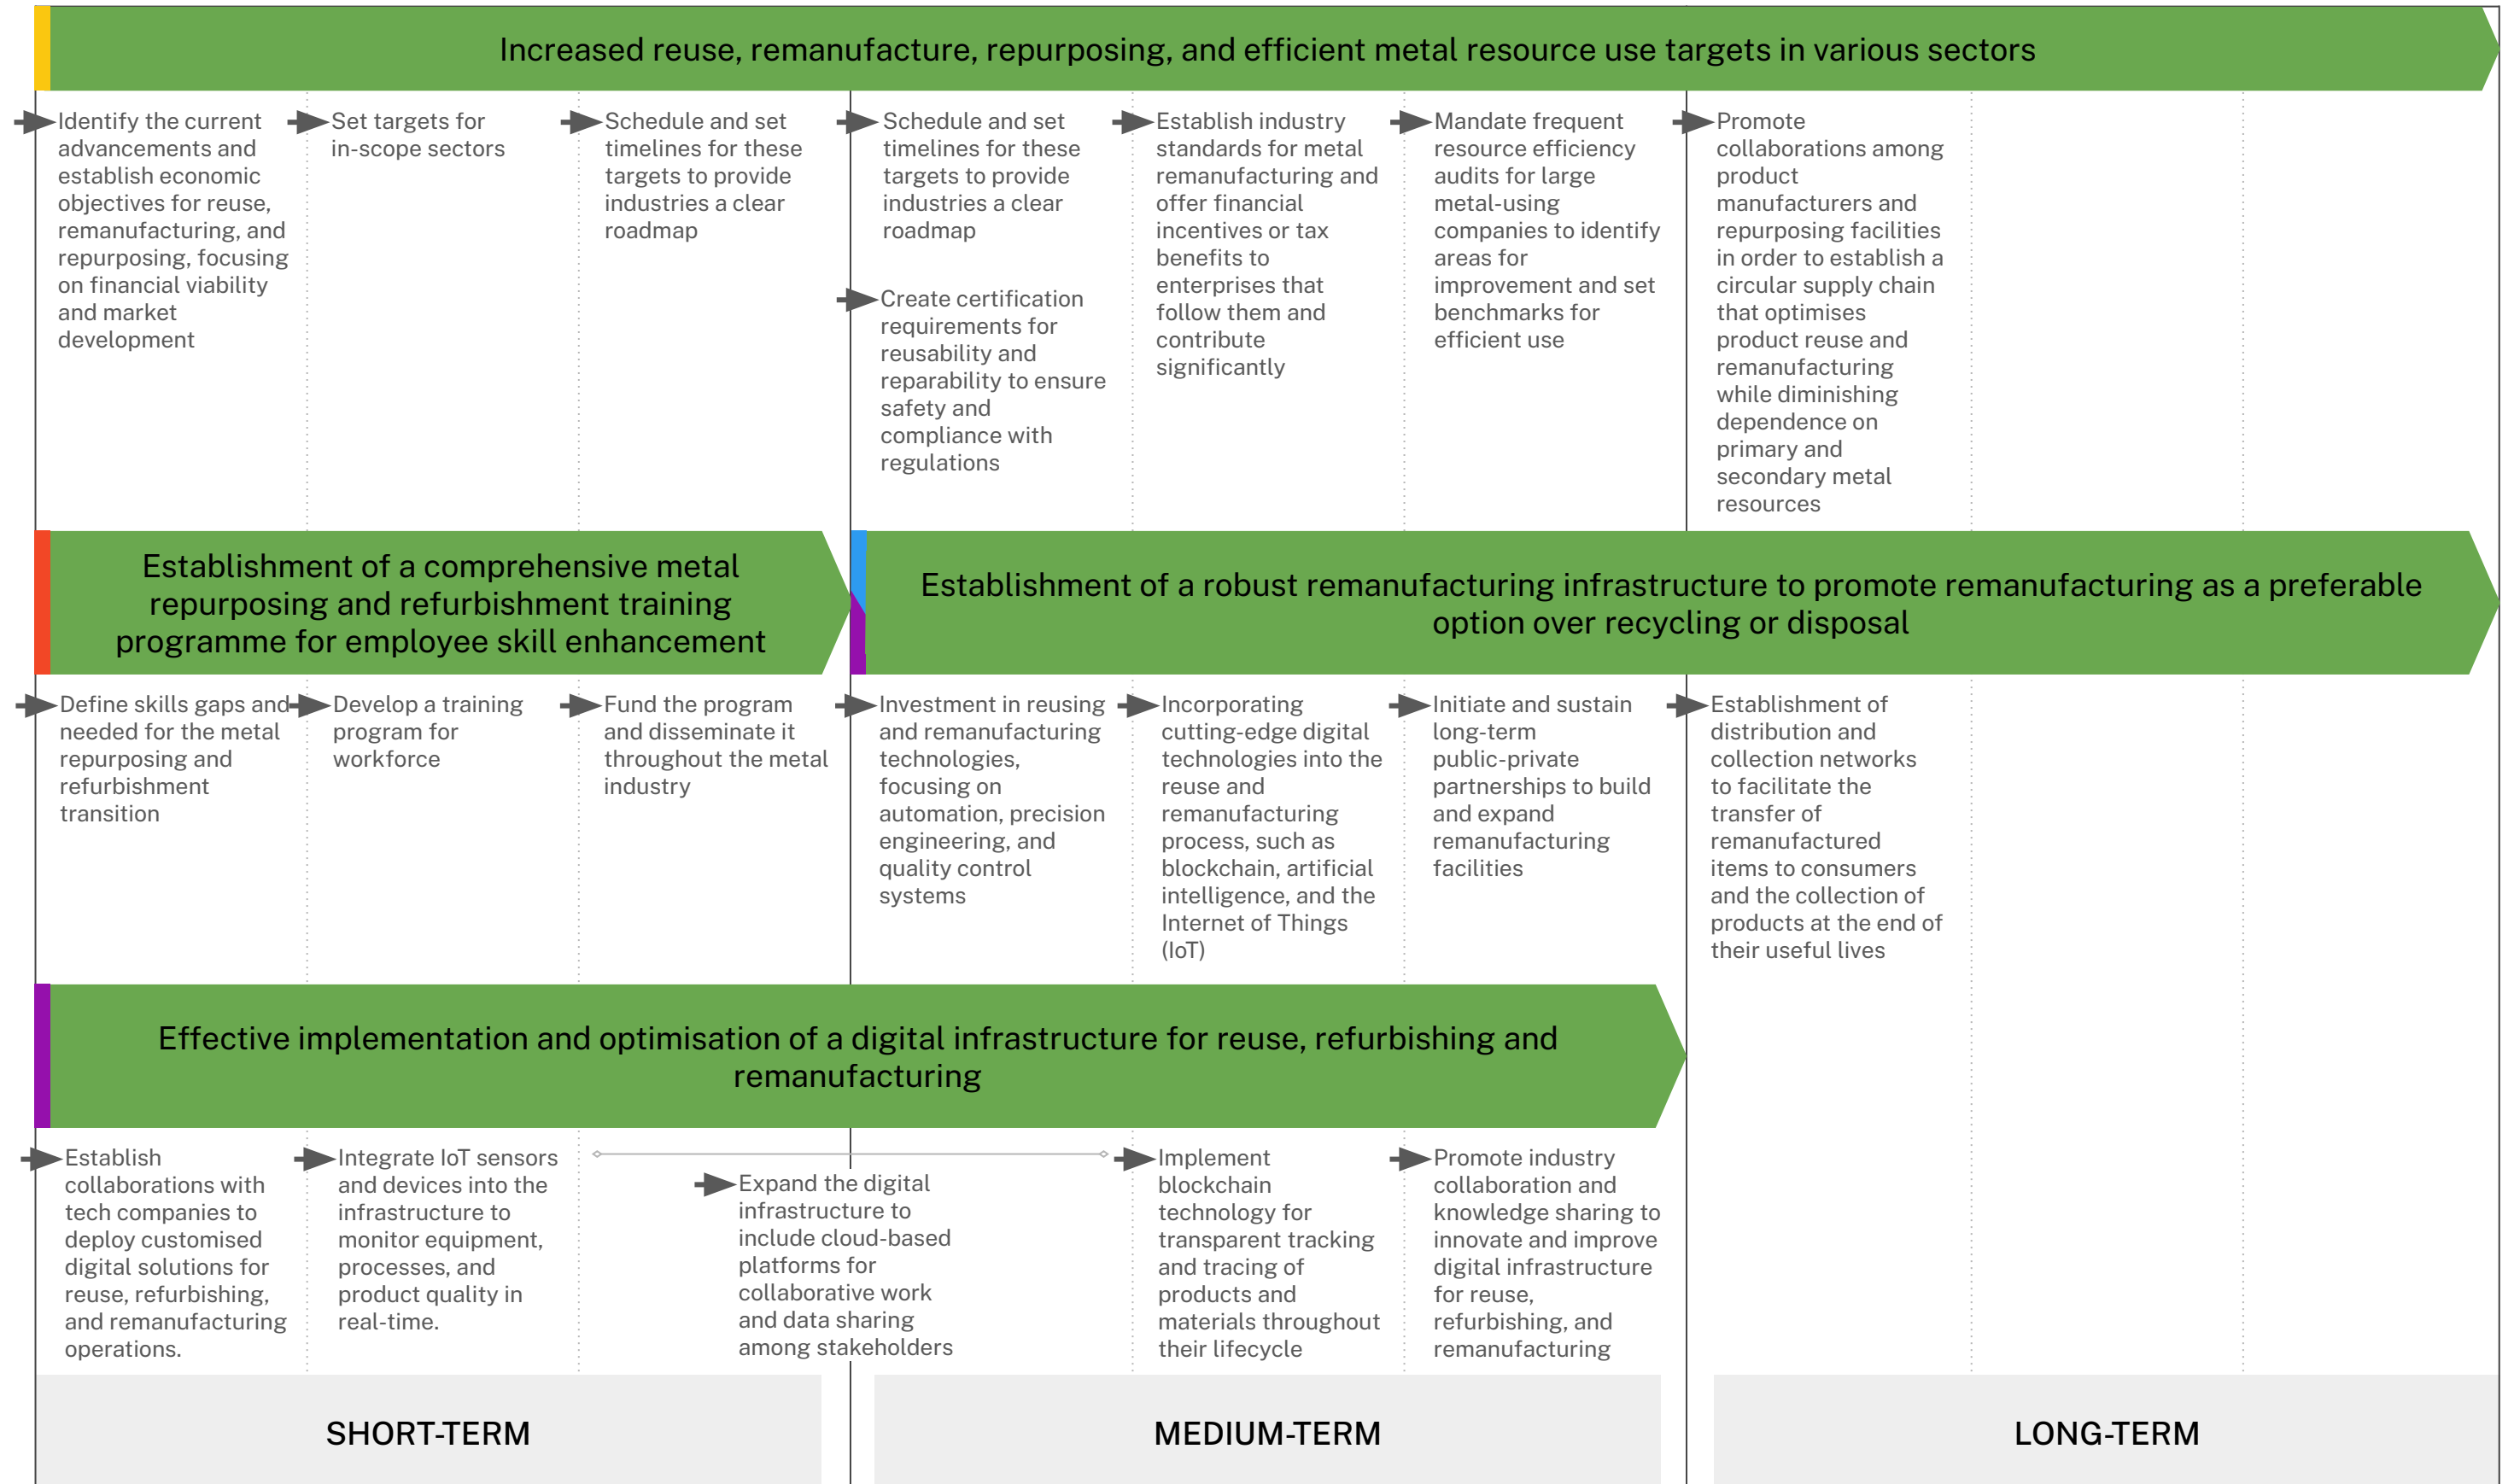 Increased reuse, remanufacture, repurposing, and efficient metal resource use targets in various sectors
Identify the current
advancements and
establish economic
objectives for reuse,
remanufacturing, and
repurposing, focusing
on financial viability
and market
development
Set targets for
in-scope sectors
Schedule and set
timelines for these
targets to provide
industries a clear
roadmap
Schedule and set
timelines for these
targets to provide
industries a clear
roadmap
Create certification
requirements for
reusability and
reparability to ensure
safety and
compliance with
regulations
Establish industry
standards for metal
remanufacturing and
offer financial
incentives or tax
benefits to
enterprises that
follow them and
contribute
significantly
Mandate frequent
resource efficiency
audits for large
metal-using
companies to identify
areas for
improvement and set
benchmarks for
efficient use
Promote
collaborations among
product
manufacturers and
repurposing facilities
in order to establish a
circular supply chain
that optimises
product reuse and
remanufacturing
while diminishing
dependence on
primary and
secondary metal
resources
Establishment of a comprehensive metal
repurposing and refurbishment training
programme for employee skill enhancement
Establishment of a robust remanufacturing infrastructure to promote remanufacturing as a preferable
option over recycling or disposal
Define skills gaps and
needed for the metal
repurposing and
refurbishment
transition
Develop a training
program for
workforce
Fund the program
and disseminate it
throughout the metal
industry
Investment in reusing
and remanufacturing
technologies,
focusing on
automation, precision
engineering, and
quality control
systems
Incorporating
cutting-edge digital
technologies into the
reuse and
remanufacturing
process, such as
blockchain, artificial
intelligence, and the
Internet of Things
(IoT)
Initiate and sustain
long-term
public-private
partnerships to build
and expand
remanufacturing
facilities
Establishment of
distribution and
collection networks
to facilitate the
transfer of
remanufactured
items to consumers
and the collection of
products at the end of
their useful lives
Effective implementation and optimisation of a digital infrastructure for reuse, refurbishing and
remanufacturing
Establish
collaborations with
tech companies to
deploy customised
digital solutions for
reuse, refurbishing,
and remanufacturing
operations.
Integrate IoT sensors
and devices into the
infrastructure to
monitor equipment,
processes, and
product quality in
real-time.
Expand the digital
infrastructure to
include cloud-based
platforms for
collaborative work
and data sharing
among stakeholders
Implement
blockchain
technology for
transparent tracking
and tracing of
products and
materials throughout
their lifecycle
Promote industry
collaboration and
knowledge sharing to
innovate and improve
digital infrastructure
for reuse,
refurbishing, and
remanufacturing
SHORT-TERM
MEDIUM-TERM
LONG-TERM